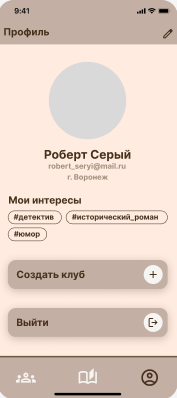 9:41
Профиль
Роберт Серый
robert_seryi@mail.ru
г. Воронеж
Мои интересы
#детектив #исторический_роман
#юмор
Создать клуб
Выйти